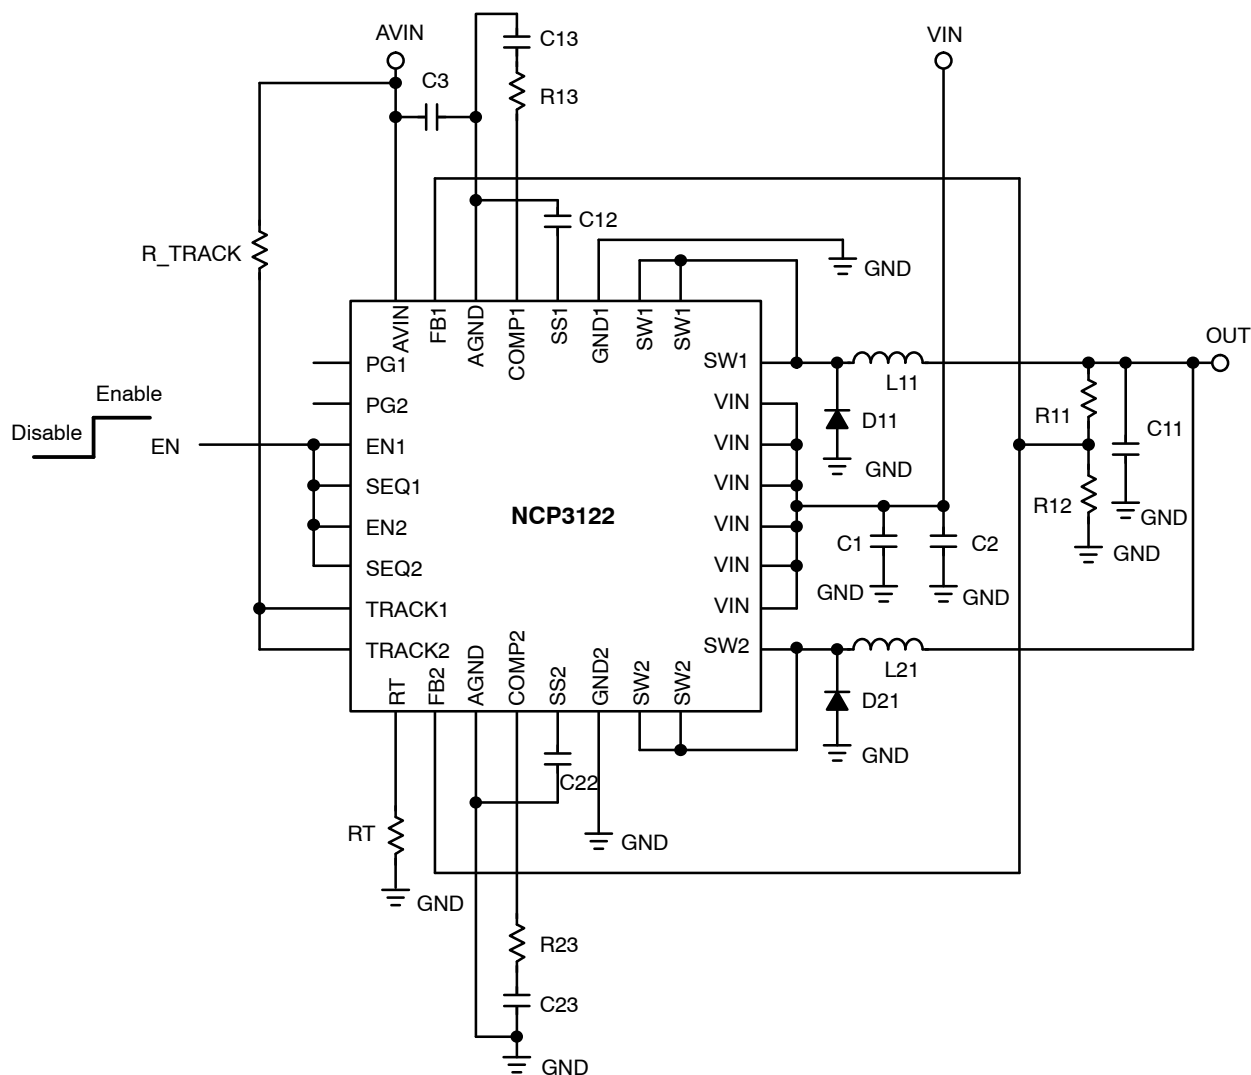 AVIN
VIN
C13
C3
R13
C12
R_TRACK
GND
AVIN
FB1
AGND
COMP1
SS1
GND1
SW1
SW1
OUT
PG1
SW1
L11
Enable
PG2
VIN
D11
R11
C11
Disable
EN
EN1
VIN
GND
SEQ1
VIN
NCP3122
R12
GND
EN2
VIN
C1
C2
GND
SEQ2
VIN
GND
GND
TRACK1
VIN
TRACK2
SW2
L21
RT
FB2
AGND
COMP2
SS2
GND2
SW2
SW2
D21
GND
C22
RT
GND
GND
R23
C23
GND